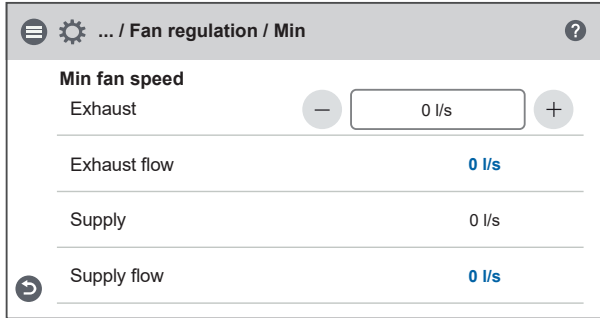 ... / Fan regulation / Min ?
Min fan speed
Exhaust − 0 l/s +
Exhaust flow 0 l/s
Supply 0 l/s
Supply flow 0 l/s